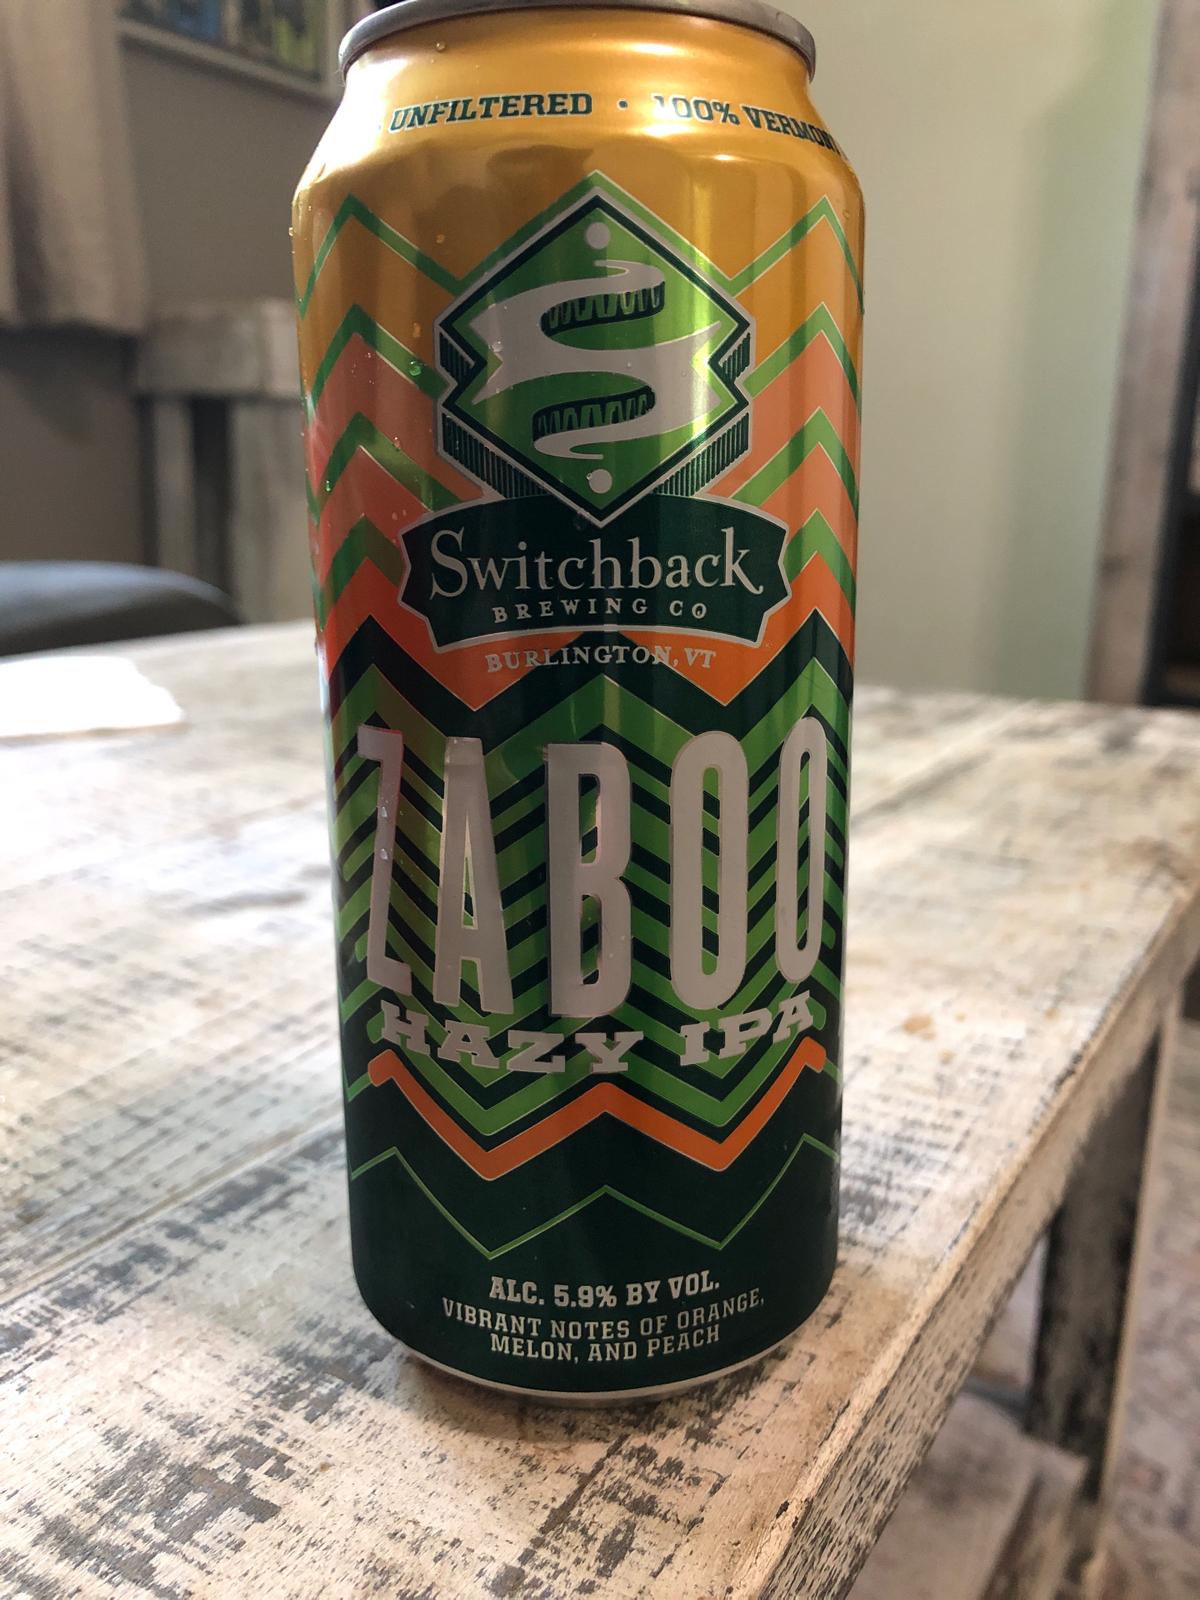 UNFILTERED • 100% VERMONT
Switchback
BREWING CO
BURLINGTON, VT
ZABOO
HAZY IPA
ALC. 5.9% BY VOL.
VIBRANT NOTES OF ORANGE,
MELON, AND PEACH